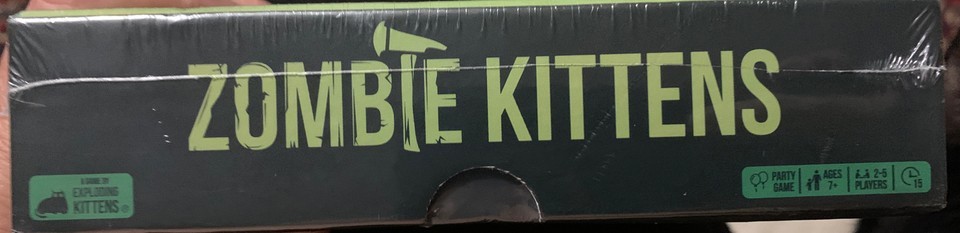 ZOMBIE KITTENS
A GAME BY
EXPLODING
KITTENS
PARTY
GAME
AGES
7+
2-5
PLAYERS
15